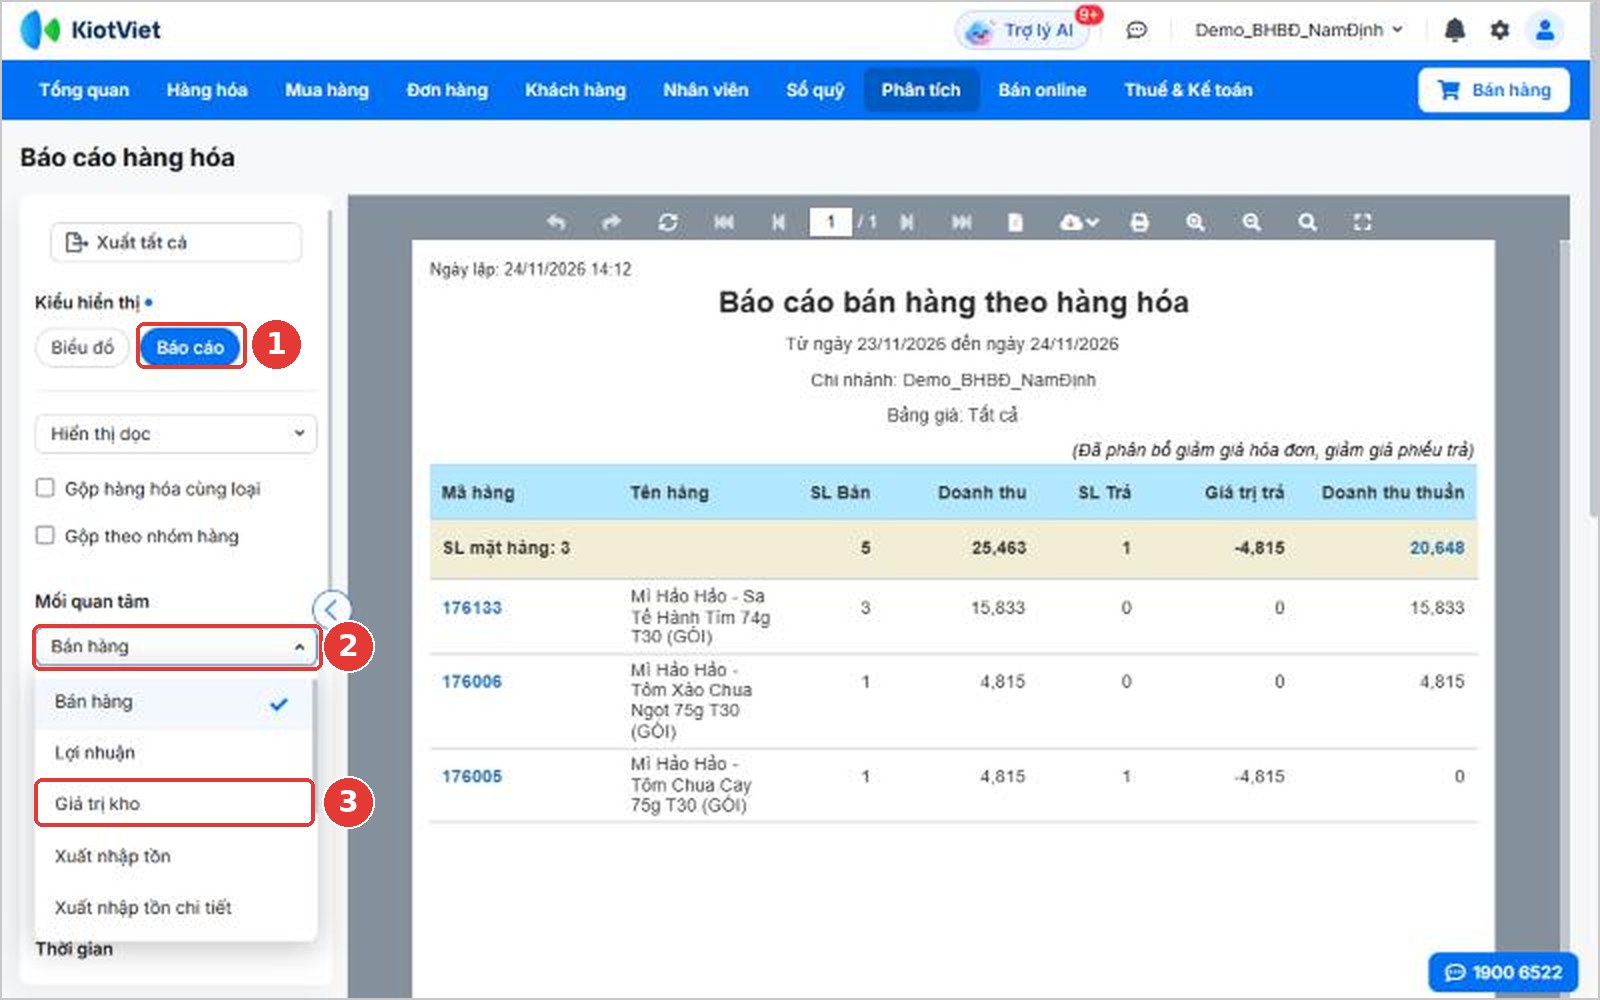 KiotViet
Trợ lý AI
9+
Demo_BHBĐ_NamĐịnh
Tổng quan
Hàng hóa
Mua hàng
Đơn hàng
Khách hàng
Nhân viên
Sổ quỹ
Phân tích
Bán online
Thuế & Kế toán
Bán hàng
Báo cáo hàng hóa
Xuất tất cả
Kiểu hiển thị
Biểu đồ
Báo cáo
1
Hiển thị dọc
Gộp hàng hóa cùng loại
Gộp theo nhóm hàng
Mối quan tâm
Bán hàng
2
Bán hàng
Lợi nhuận
Giá trị kho
3
Xuất nhập tồn
Xuất nhập tồn chi tiết
Thời gian
1 / 1
Ngày lập: 24/11/2026 14:12
Báo cáo bán hàng theo hàng hóa
Từ ngày 23/11/2026 đến ngày 24/11/2026
Chi nhánh: Demo_BHBĐ_NamĐịnh
Bảng giá: Tất cả
(Đã phân bổ giảm giá hóa đơn, giảm giá phiếu trả)
Mã hàng Tên hàng SL Bán Doanh thu SL Trả Giá trị trả Doanh thu thuần
SL mặt hàng: 3 5 25,463 1 -4,815 20,648
176133 Mì Hảo Hảo - Sa 3 15,833 0 0 15,833
Tế Hành Tím 74g
T30 (GÓI)
176006 Mì Hảo Hảo - 1 4,815 0 0 4,815
Tôm Xào Chua
Ngọt 75g T30
(GÓI)
176005 Mì Hảo Hảo - 1 4,815 1 -4,815 0
Tôm Chua Cay
75g T30 (GÓI)
1900 6522